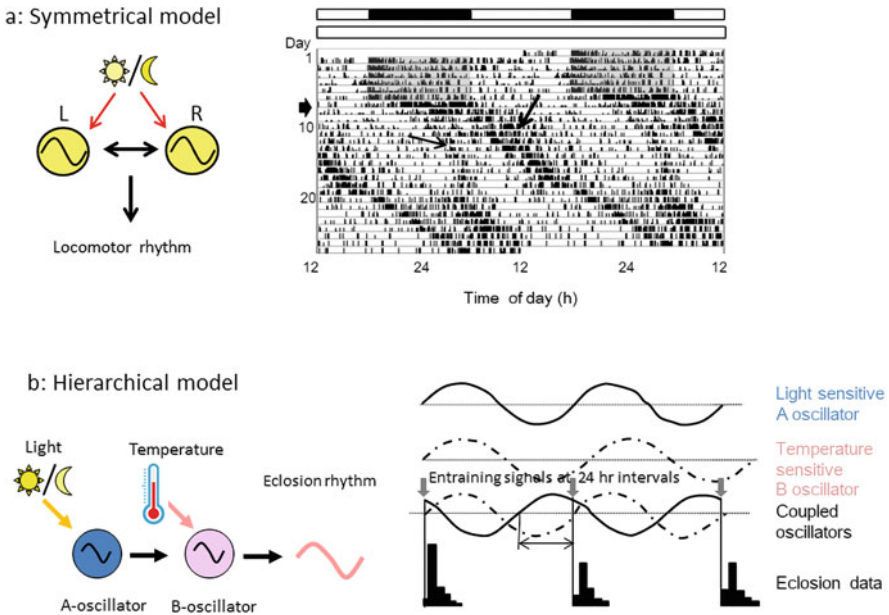 a: Symmetrical model
L
R
Locomotor rhythm
Day
1
10
20
12
24
12
24
12
Time of day (h)
b: Hierarchical model
Light
Temperature
Eclosion rhythm
A-oscillator
B-oscillator
Light sensitive
A oscillator
Temperature
sensitive
B oscillator
Entraining signals at 24 hr intervals
Coupled
oscillators
Eclosion data